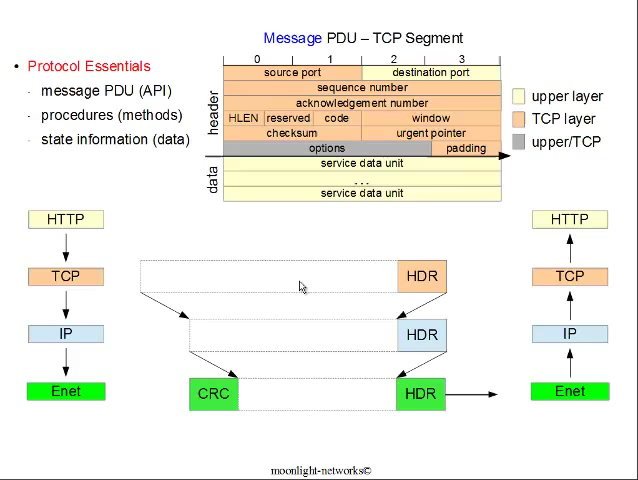 Message PDU – TCP Segment
• Protocol Essentials
- message PDU (API)
- procedures (methods)
- state information (data)
0 1 2 3
source port destination port
sequence number
acknowledgement number
HLEN reserved code window
checksum urgent pointer
options padding
service data unit
. . .
service data unit
header
data
upper layer
TCP layer
upper/TCP
HTTP
TCP
IP
Enet
HDR
HDR
CRC HDR
HTTP
TCP
IP
Enet
moonlight-networks©